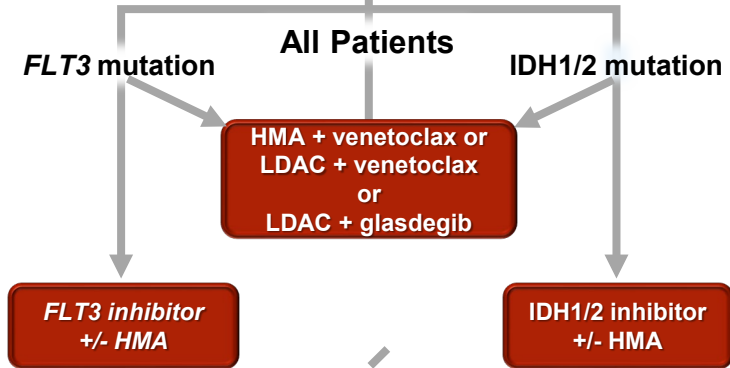 All Patients
FLT3 mutation
IDH1/2 mutation
HMA + venetoclax or
LDAC + venetoclax
or
LDAC + glasdegib
FLT3 inhibitor
+/- HMA
IDH1/2 inhibitor
+/- HMA